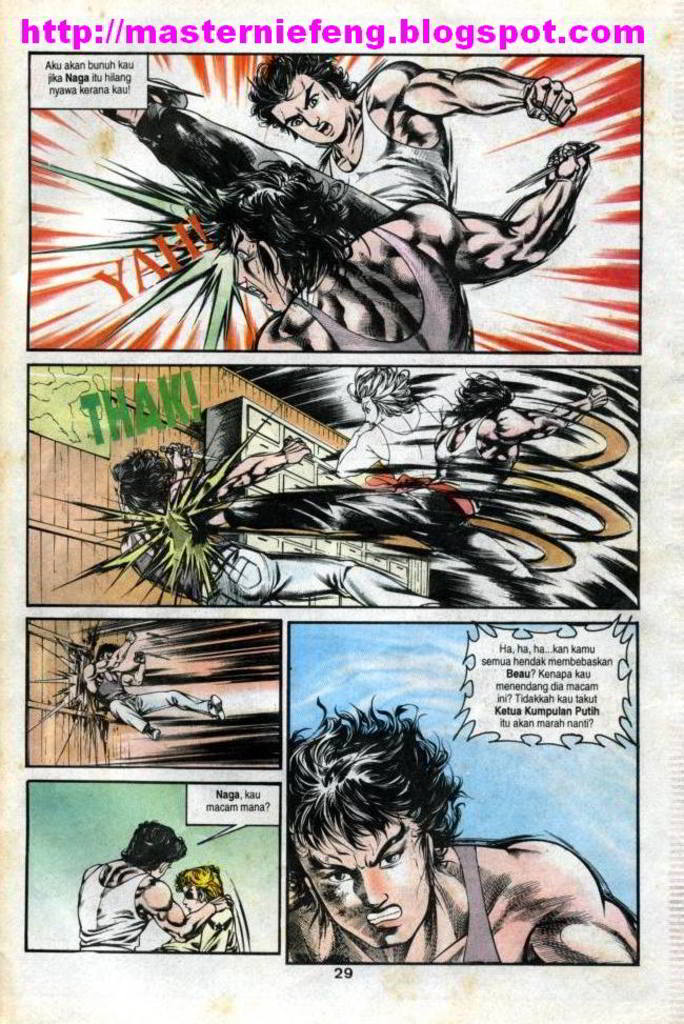 http://masterniefeng.blogspot.com
Aku akan bunuh kau
jika Naga itu hilang
nyawa kerana kau!
YAH!
THAK!
Ha, ha, ha...kan kamu
semua hendak membebaskan
Beau? Kenapa kau
menendang dia macam
ini? Tidakkah kau takut
Ketua Kumpulan Putih
itu akan marah nanti?
Naga, kau
macam mana?
29